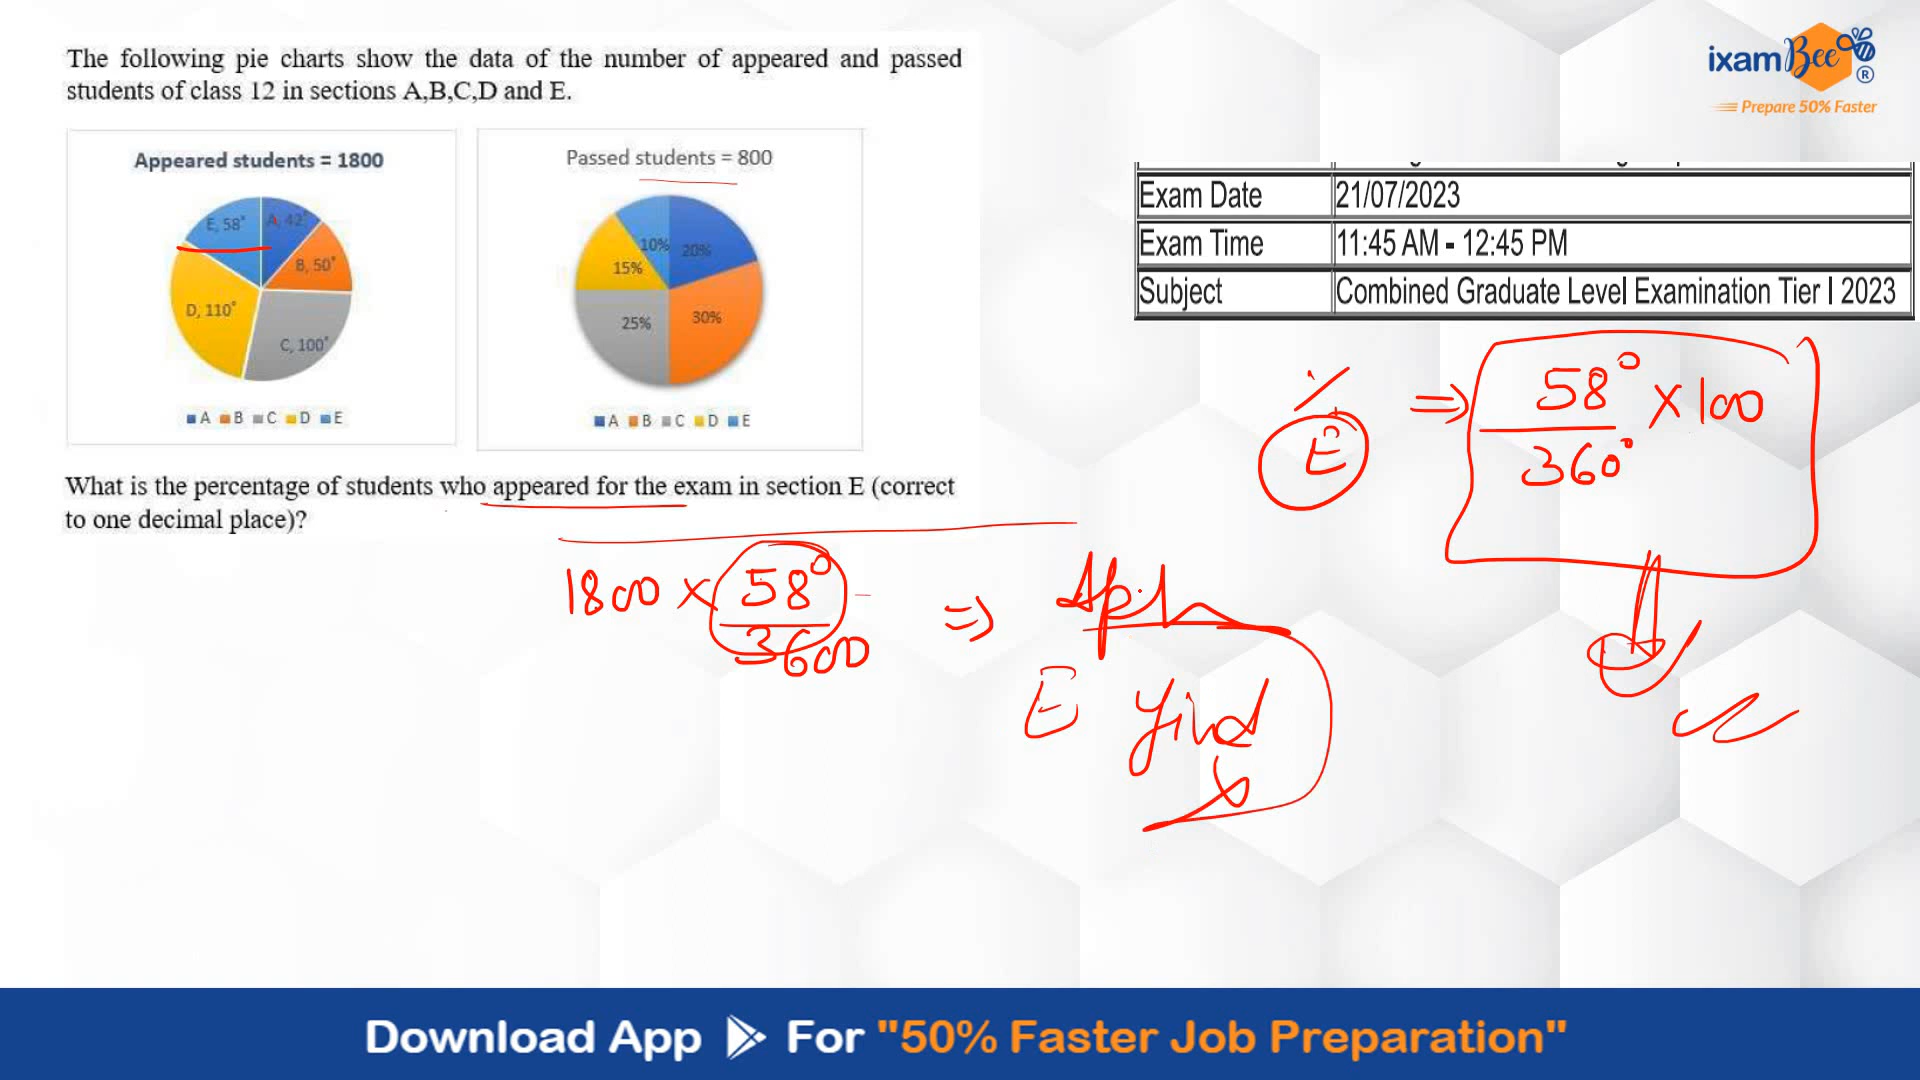 The following pie charts show the data of the number of appeared and passed
students of class 12 in sections A,B,C,D and E.
ixamBee
®
Prepare 50% Faster
Appeared students = 1800
E, 58°
A, 42°
B, 50°
D, 110°
C, 100°
A B C D E
Passed students = 800
10%
20%
15%
25%
30%
A B C D E
Exam Date 21/07/2023
Exam Time 11:45 AM - 12:45 PM
Subject Combined Graduate Level Examination Tier I 2023
What is the percentage of students who appeared for the exam in section E (correct
to one decimal place)?
% E ⇒ 58° × 100
360°
1800 × 58°
360
⇒
E find
Download App For "50% Faster Job Preparation"